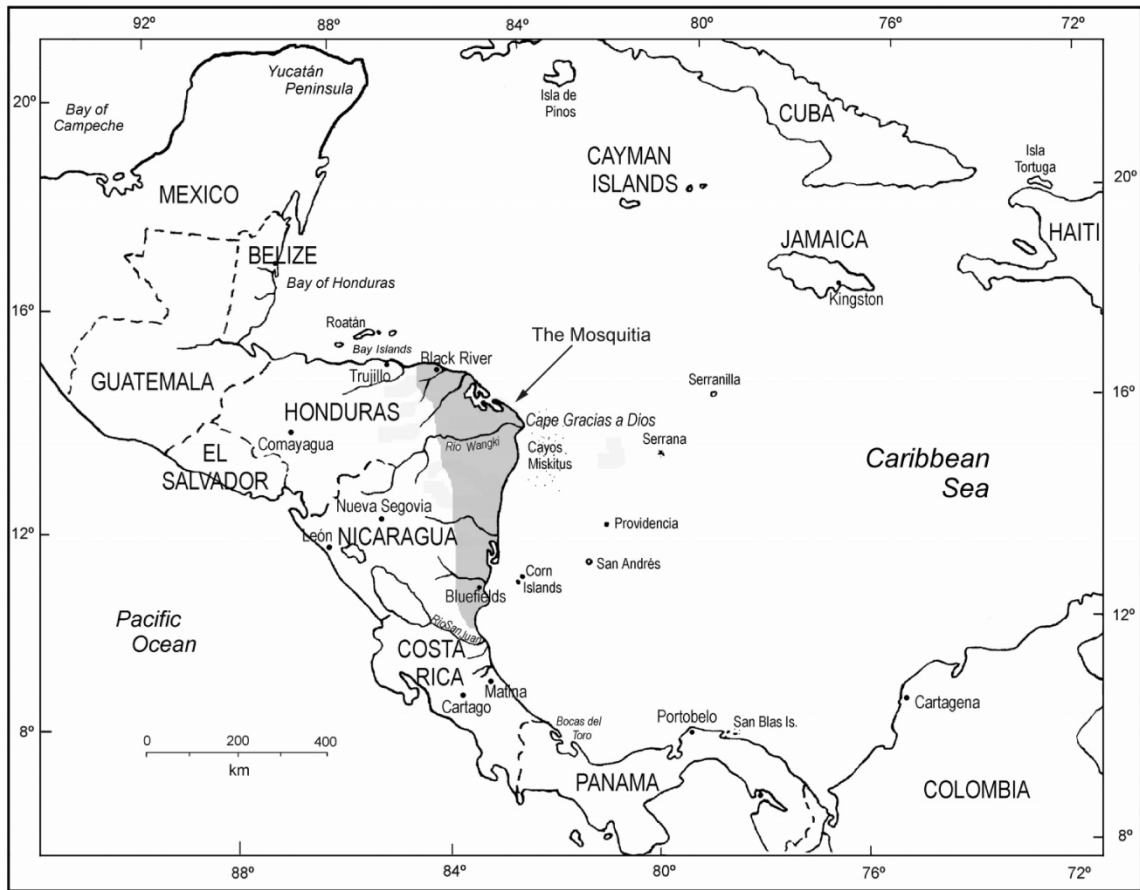 92º 88º 84º 80º 76º 72º
Yucatán
Peninsula
20º
Bay of
Campeche
Isla de
Pinos
CUBA
CAYMAN
ISLANDS
Isla
Tortuga
20º
MEXICO
JAMAICA
HAITI
BELIZE
Bay of Honduras
Kingston
16º
Roatán
Bay Islands
The Mosquitia
Black River
Trujillo
GUATEMALA
Serranilla
16º
HONDURAS
Cape Gracias a Dios
Comayagua
Río Wangki
Cayos
Miskitus
Serrana
EL
SALVADOR
Caribbean
Sea
Nueva Segovia
Providencia
12º
León
NICARAGUA
San Andrés
Corn
Islands
Bluefields
12º
Pacific
Ocean
Río San Juan
COSTA
RICA
Matina
Cartago
Cartagena
8º
Bocas del
Toro
Portobelo
San Blas Is.
0 200 400
km
PANAMA
COLOMBIA
8º
88º 84º 80º 76º 72º